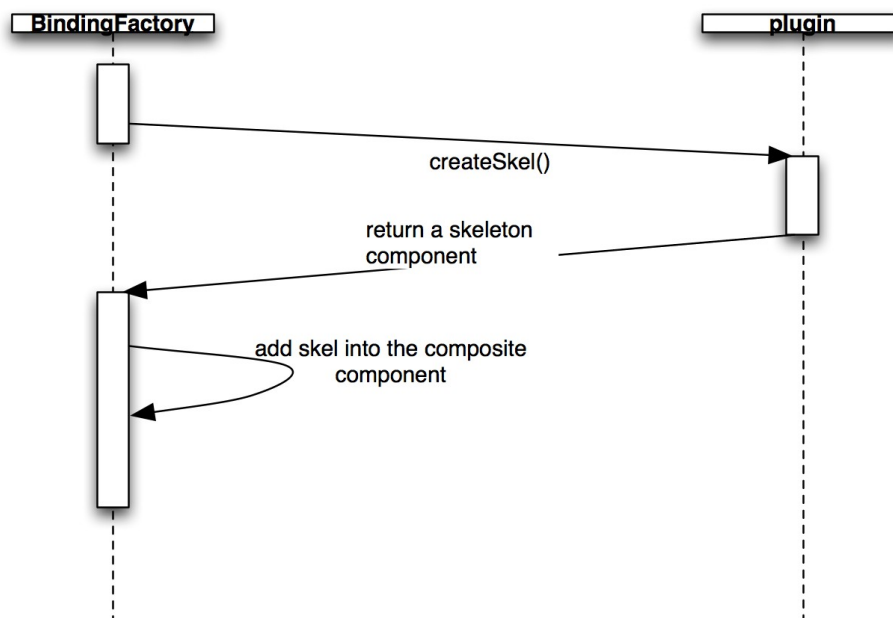 BindingFactory
plugin
createSkel()
return a skeleton
component
add skel into the composite
component